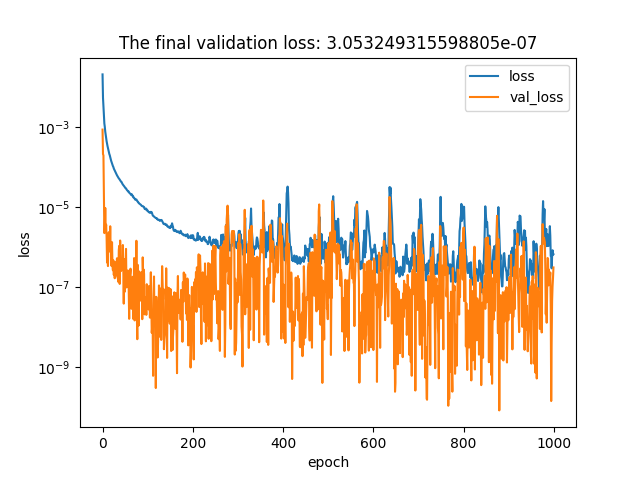 The final validation loss: 3.053249315598805e-07
loss
val_loss
10⁻³
10⁻⁵
10⁻⁷
10⁻⁹
loss
0 200 400 600 800 1000
epoch